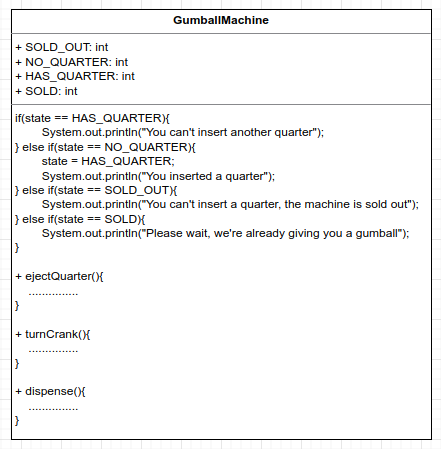 GumballMachine
+ SOLD_OUT: int
+ NO_QUARTER: int
+ HAS_QUARTER: int
+ SOLD: int
if(state == HAS_QUARTER){
System.out.println("You can't insert another quarter");
} else if(state == NO_QUARTER){
state = HAS_QUARTER;
System.out.println("You inserted a quarter");
} else if(state == SOLD_OUT){
System.out.println("You can't insert a quarter, the machine is sold out");
} else if(state == SOLD){
System.out.println("Please wait, we're already giving you a gumball");
}
+ ejectQuarter(){
...............
}
+ turnCrank(){
...............
}
+ dispense(){
...............
}